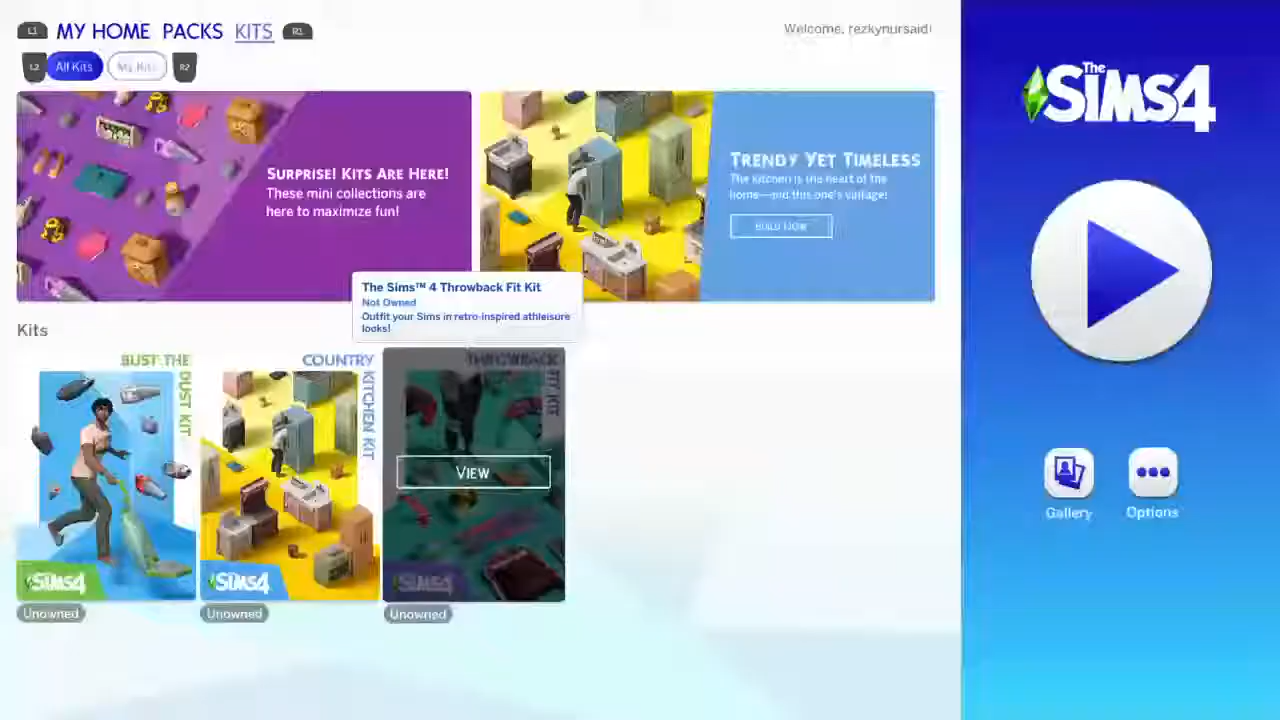 L1 MY HOME PACKS KITS R1
Welcome, rezkynursaidi
L2 All Kits My Kits R2
SURPRISE! KITS ARE HERE!
These mini collections are
here to maximize fun!
TRENDY YET TIMELESS
The kitchen is the heart of the
home—and this one's vintage!
BUILD NOW
The Sims™ 4 Throwback Fit Kit
Not Owned
Outfit your Sims in retro-inspired athleisure
looks!
Kits
BUST THE
DUST KIT
COUNTRY
KITCHEN KIT
THROWBACK
FIT KIT
VIEW
SIMS4
SIMS4
SIMS4
Unowned
Unowned
Unowned
The SIMS4
Gallery
Options